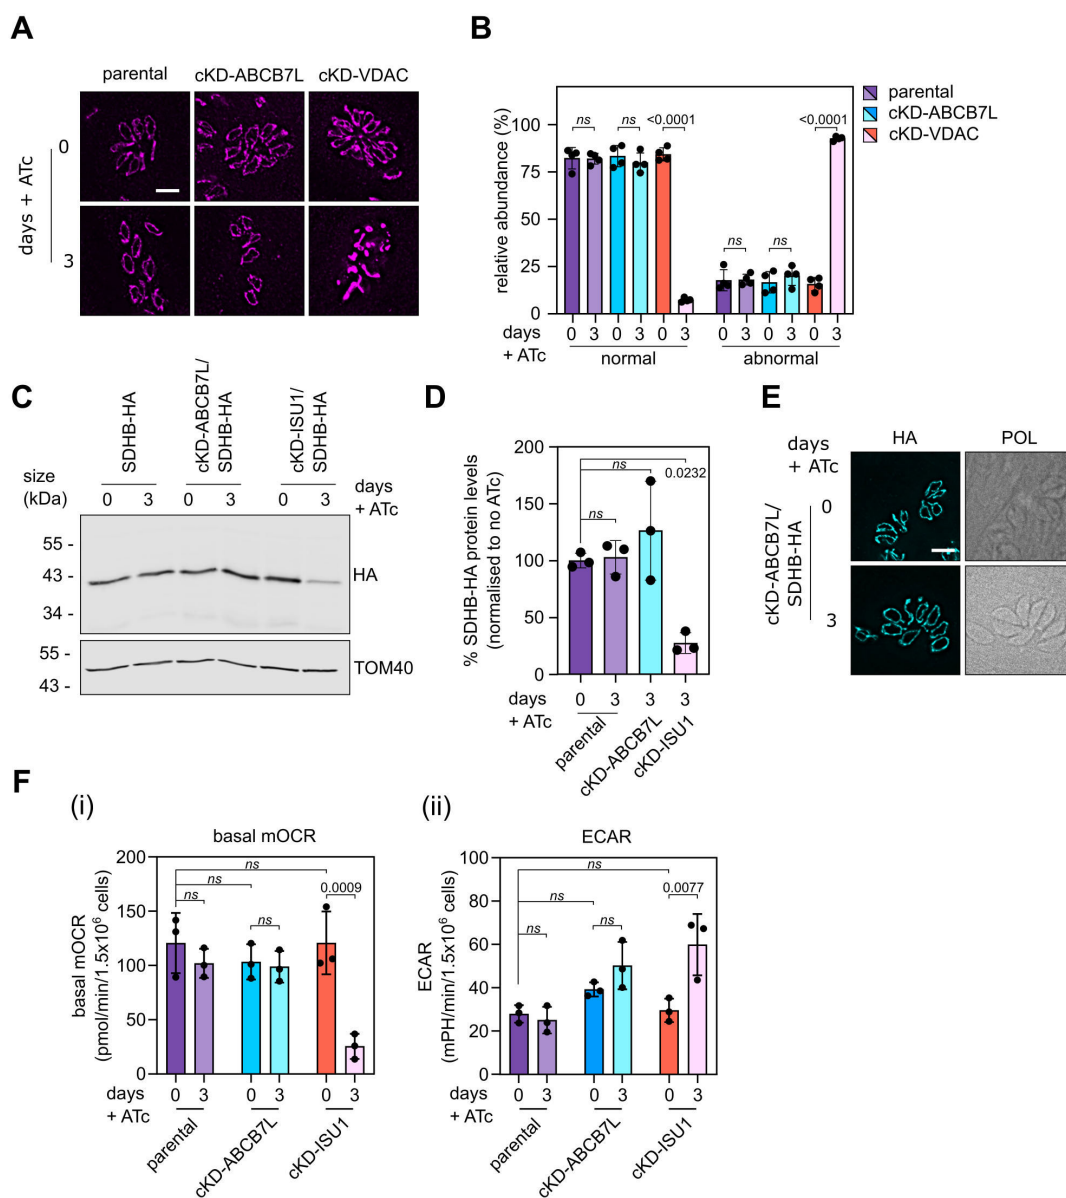 A
parental
cKD-ABCB7L
cKD-VDAC
days + ATc
0
3
B
parental
cKD-ABCB7L
cKD-VDAC
relative abundance (%)
100
75
50
25
0
ns
ns
<0.0001
ns
ns
<0.0001
days
+ ATc
0 3 0 3 0 3 0 3 0 3 0 3
normal
abnormal
C
SDHB-HA
cKD-ABCB7L/
SDHB-HA
cKD-ISU1/
SDHB-HA
size
(kDa)
0 3 0 3 0 3
days
+ ATc
55 -
43 -
34 -
HA
55 -
43 -
TOM40
D
% SDHB-HA protein levels
(normalised to no ATc)
200
150
100
50
0
0.0232
ns
ns
days
+ ATc
0 3 3 3
parental
cKD-ABCB7L
cKD-ISU1
E
days
+ ATc
HA
POL
cKD-ABCB7L/
SDHB-HA
0
3
F
(i)
basal mOCR
basal mOCR
(pmol/min/1.5x10⁶ cells)
200
150
100
50
0
ns
ns
ns
ns
0.0009
days
+ ATc
0 3 0 3 0 3
parental
cKD-ABCB7L
cKD-ISU1
(ii)
ECAR
ECAR
(mPH/min/1.5x10⁶ cells)
100
80
60
40
20
0
ns
ns
ns
ns
0.0077
days
+ ATc
0 3 0 3 0 3
parental
cKD-ABCB7L
cKD-ISU1